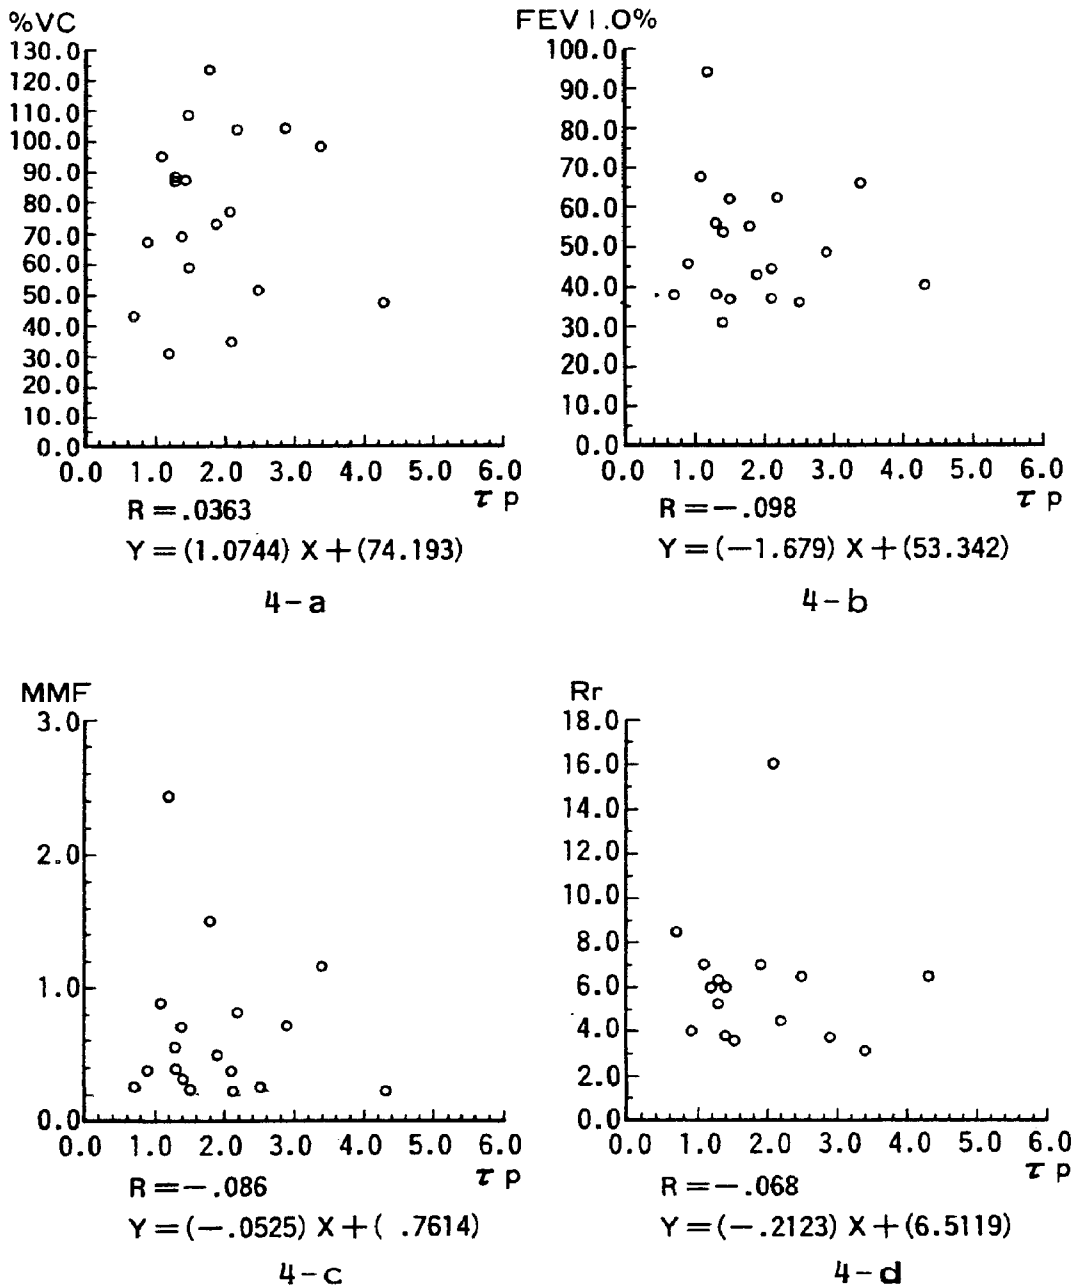 %VC
130.0
120.0
110.0
100.0
90.0
80.0
70.0
60.0
50.0
40.0
30.0
20.0
10.0
0.0
0.0 1.0 2.0 3.0 4.0 5.0 6.0
τ p
R = .0363
Y = (1.0744) X + (74.193)
4-a
FEV1.0%
100.0
90.0
80.0
70.0
60.0
50.0
40.0
30.0
20.0
10.0
0.0
0.0 1.0 2.0 3.0 4.0 5.0 6.0
τ p
R = -.098
Y = (-1.679) X + (53.342)
4-b
MMF
3.0
2.0
1.0
0.0
0.0 1.0 2.0 3.0 4.0 5.0 6.0
τ p
R = -.086
Y = (-.0525) X + ( .7614)
4-c
Rr
18.0
16.0
14.0
12.0
10.0
8.0
6.0
4.0
2.0
0.0
0.0 1.0 2.0 3.0 4.0 5.0 6.0
τ p
R = -.068
Y = (-.2123) X + (6.5119)
4-d